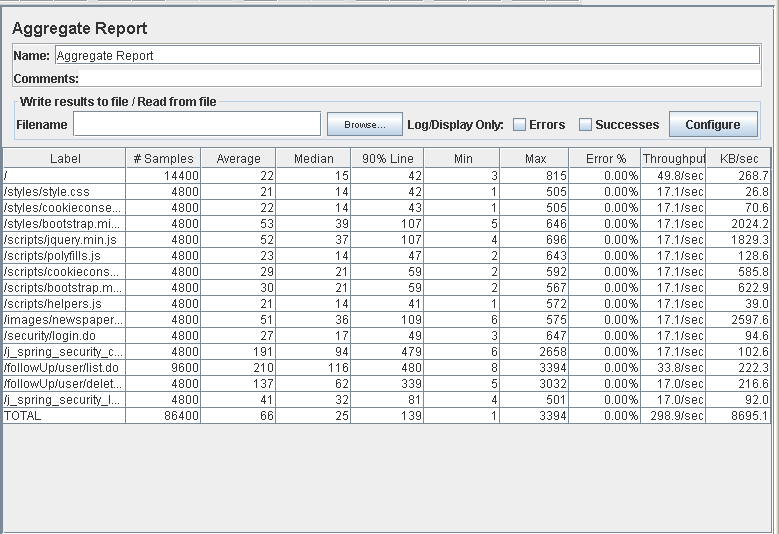 Aggregate Report
Name: Aggregate Report
Comments:
Write results to file / Read from file
Filename Browse... Log/Display Only: Errors Successes Configure
Label # Samples Average Median 90% Line Min Max Error % Throughput KB/sec
/ 14400 22 15 42 3 815 0.00% 49.8/sec 268.7
/styles/style.css 4800 21 14 42 1 505 0.00% 17.1/sec 26.8
/styles/cookieconse... 4800 22 14 43 1 505 0.00% 17.1/sec 70.6
/styles/bootstrap.mi... 4800 53 39 107 5 646 0.00% 17.1/sec 2024.2
/scripts/jquery.min.js 4800 52 37 107 4 696 0.00% 17.1/sec 1829.3
/scripts/polyfills.js 4800 23 14 47 2 643 0.00% 17.1/sec 128.6
/scripts/cookiecons... 4800 29 21 59 2 592 0.00% 17.1/sec 585.8
/scripts/bootstrap.m... 4800 30 21 59 2 567 0.00% 17.1/sec 622.9
/scripts/helpers.js 4800 21 14 41 1 572 0.00% 17.1/sec 39.0
/images/newspaper... 4800 51 36 109 6 575 0.00% 17.1/sec 2597.6
/security/login.do 4800 27 17 49 3 647 0.00% 17.1/sec 94.6
/j_spring_security_c... 4800 191 94 479 6 2658 0.00% 17.1/sec 102.6
/followUp/user/list.do 9600 210 116 480 8 3394 0.00% 33.8/sec 222.3
/followUp/user/delet... 4800 137 62 339 5 3032 0.00% 17.0/sec 216.6
/j_spring_security_l... 4800 41 32 81 4 501 0.00% 17.0/sec 92.0
TOTAL 86400 66 25 139 1 3394 0.00% 298.9/sec 8695.1